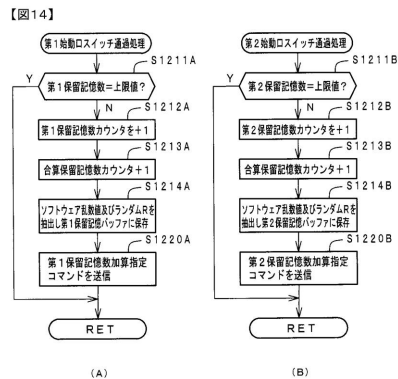 【図14】
第1始動口スイッチ通過処理
S1211A
Y
第1保留記憶数=上限値?
N
S1212A
第1保留記憶数カウンタを+1
S1213A
合算保留記憶数カウンタ+1
S1214A
ソフトウェア乱数値及びランダムRを
抽出し第1保留記憶バッファに保存
S1220A
第1保留記憶数加算指定
コマンドを送信
RET
(A)
第2始動口スイッチ通過処理
S1211B
Y
第2保留記憶数=上限値?
N
S1212B
第2保留記憶数カウンタを+1
S1213B
合算保留記憶数カウンタ+1
S1214B
ソフトウェア乱数値及びランダムRを
抽出し第2保留記憶バッファに保存
S1220B
第2保留記憶数加算指定
コマンドを送信
RET
(B)